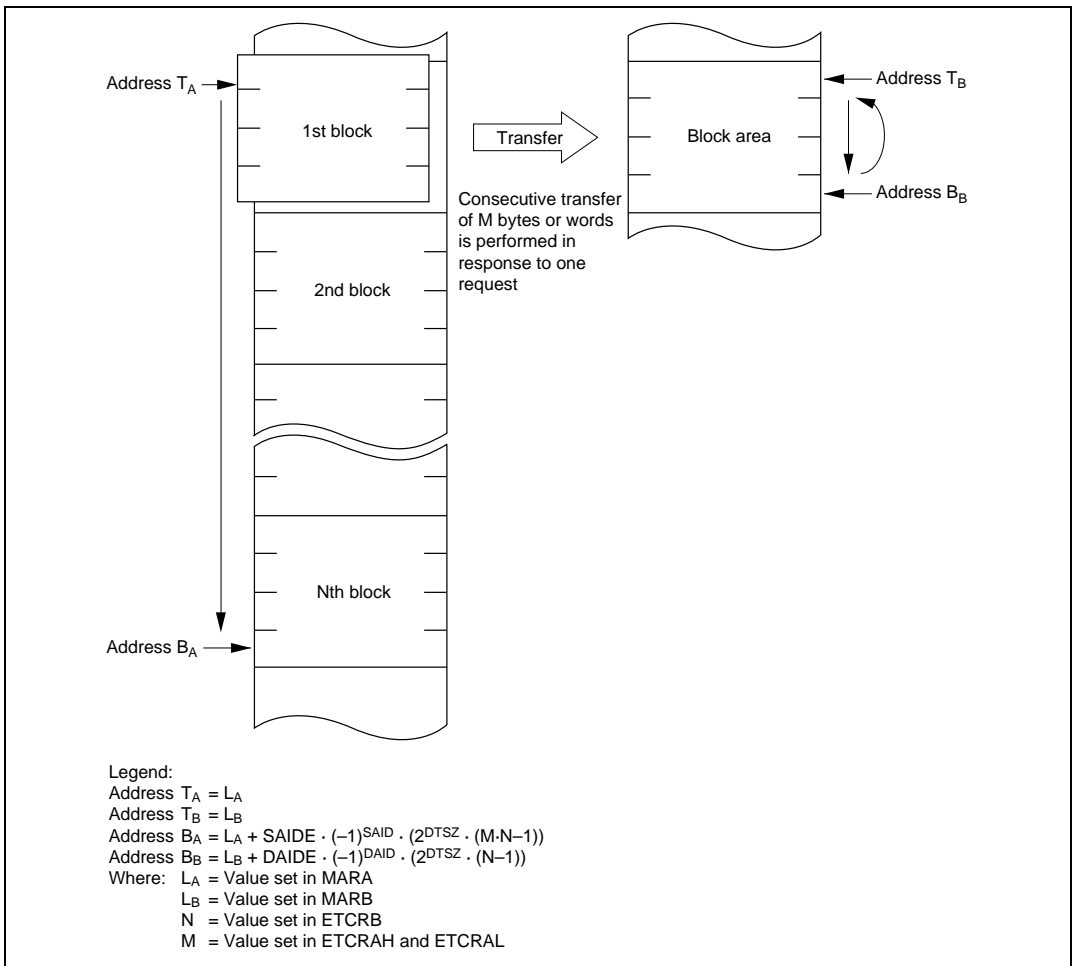 Address T_A
1st block
Transfer
Consecutive transfer
of M bytes or words
is performed in
response to one
request
Block area
Address T_B
Address B_B
2nd block
Nth block
Address B_A
Legend:
Address T_A = L_A
Address T_B = L_B
Address B_A = L_A + SAIDE · (–1)^SAID · (2^DTSZ · (M·N–1))
Address B_B = L_B + DAIDE · (–1)^DAID · (2^DTSZ · (N–1))
Where: L_A = Value set in MARA
L_B = Value set in MARB
N = Value set in ETCRB
M = Value set in ETCRAH and ETCRAL